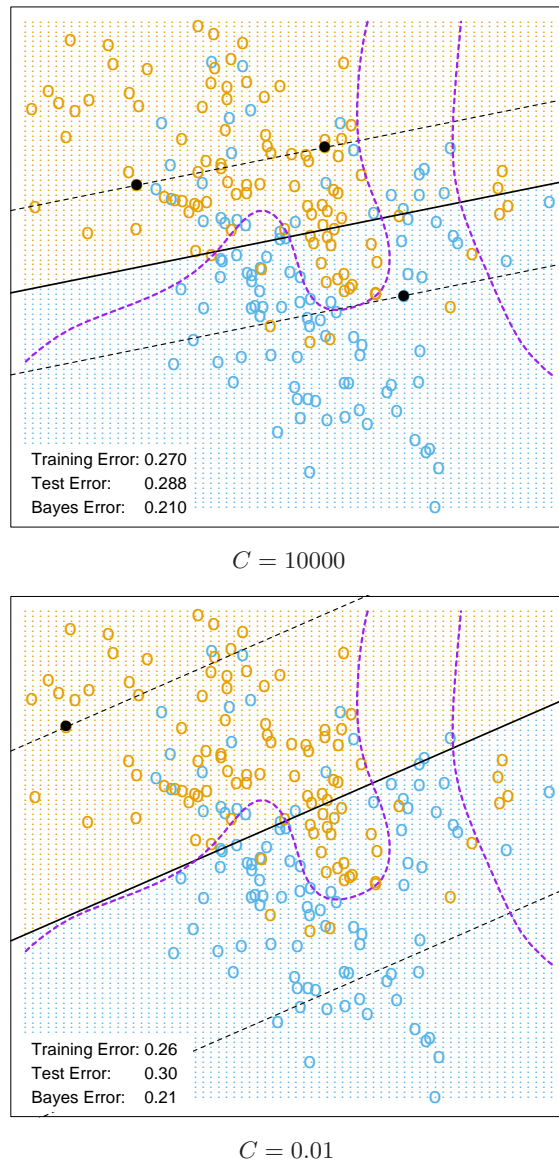 Training Error: 0.270
Test Error: 0.288
Bayes Error: 0.210
C = 10000
Training Error: 0.26
Test Error: 0.30
Bayes Error: 0.21
C = 0.01